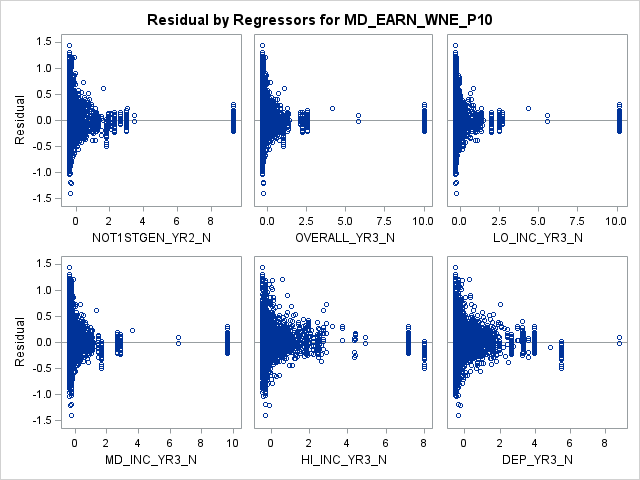 Residual by Regressors for MD_EARN_WNE_P10
1.5
1.0
0.5
0.0
-0.5
-1.0
-1.5
Residual
0 2 4 6 8
NOT1STGEN_YR2_N
0.0 2.5 5.0 7.5 10.0
OVERALL_YR3_N
0.0 2.5 5.0 7.5 10.0
LO_INC_YR3_N
1.5
1.0
0.5
0.0
-0.5
-1.0
-1.5
Residual
0 2 4 6 8 10
MD_INC_YR3_N
0 2 4 6 8
HI_INC_YR3_N
0 2 4 6 8
DEP_YR3_N